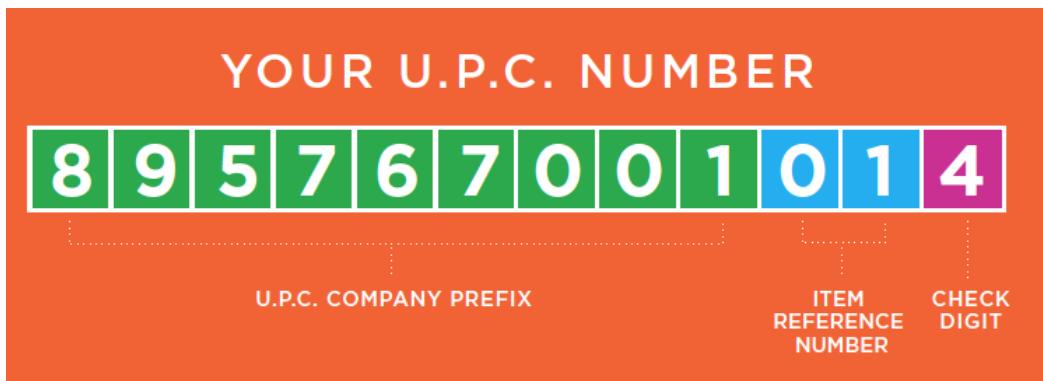 YOUR U.P.C. NUMBER
895767001014
U.P.C. COMPANY PREFIX
ITEM
REFERENCE
NUMBER
CHECK
DIGIT